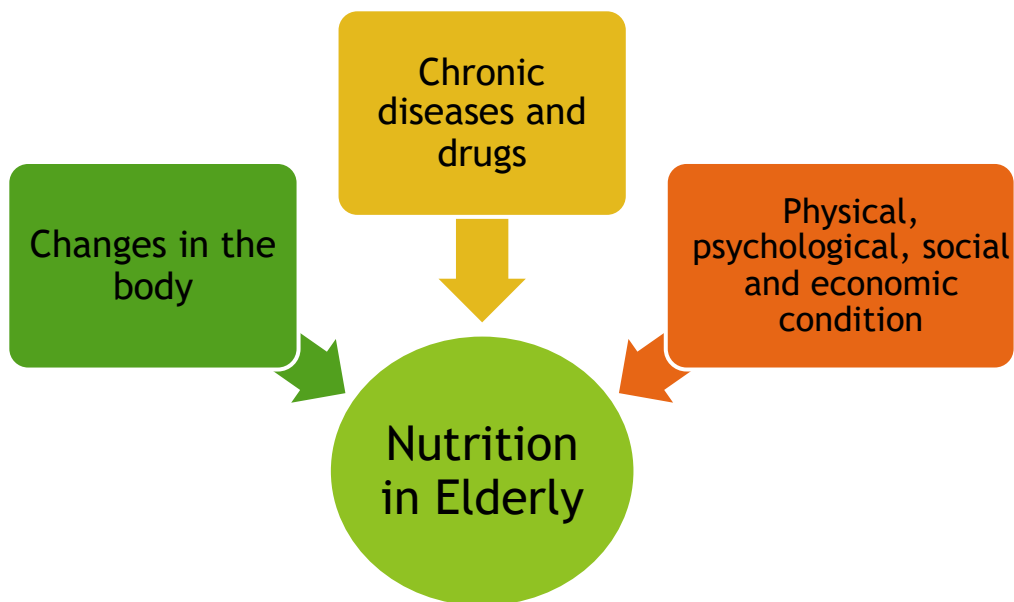 Chronic
diseases and
drugs
Changes in the
body
Physical,
psychological, social
and economic
condition
Nutrition
in Elderly